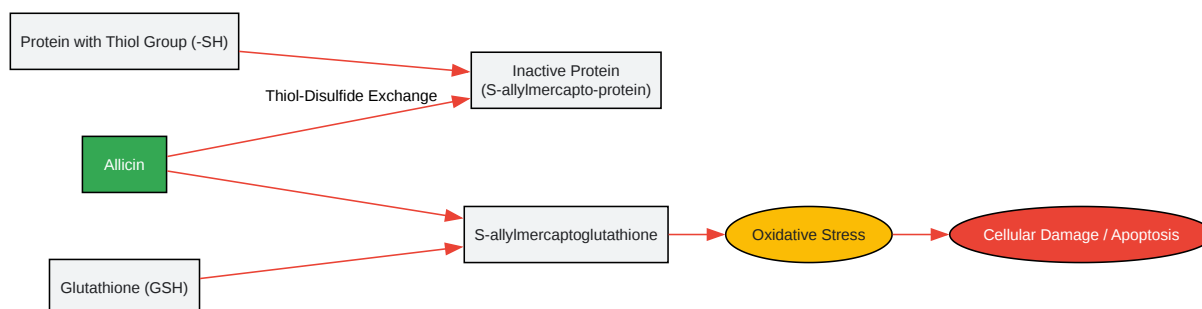 Protein with Thiol Group (-SH)
Inactive Protein
(S-allylmercapto-protein)
Thiol-Disulfide Exchange
Allicin
S-allylmercaptoglutathione
Oxidative Stress
Cellular Damage / Apoptosis
Glutathione (GSH)